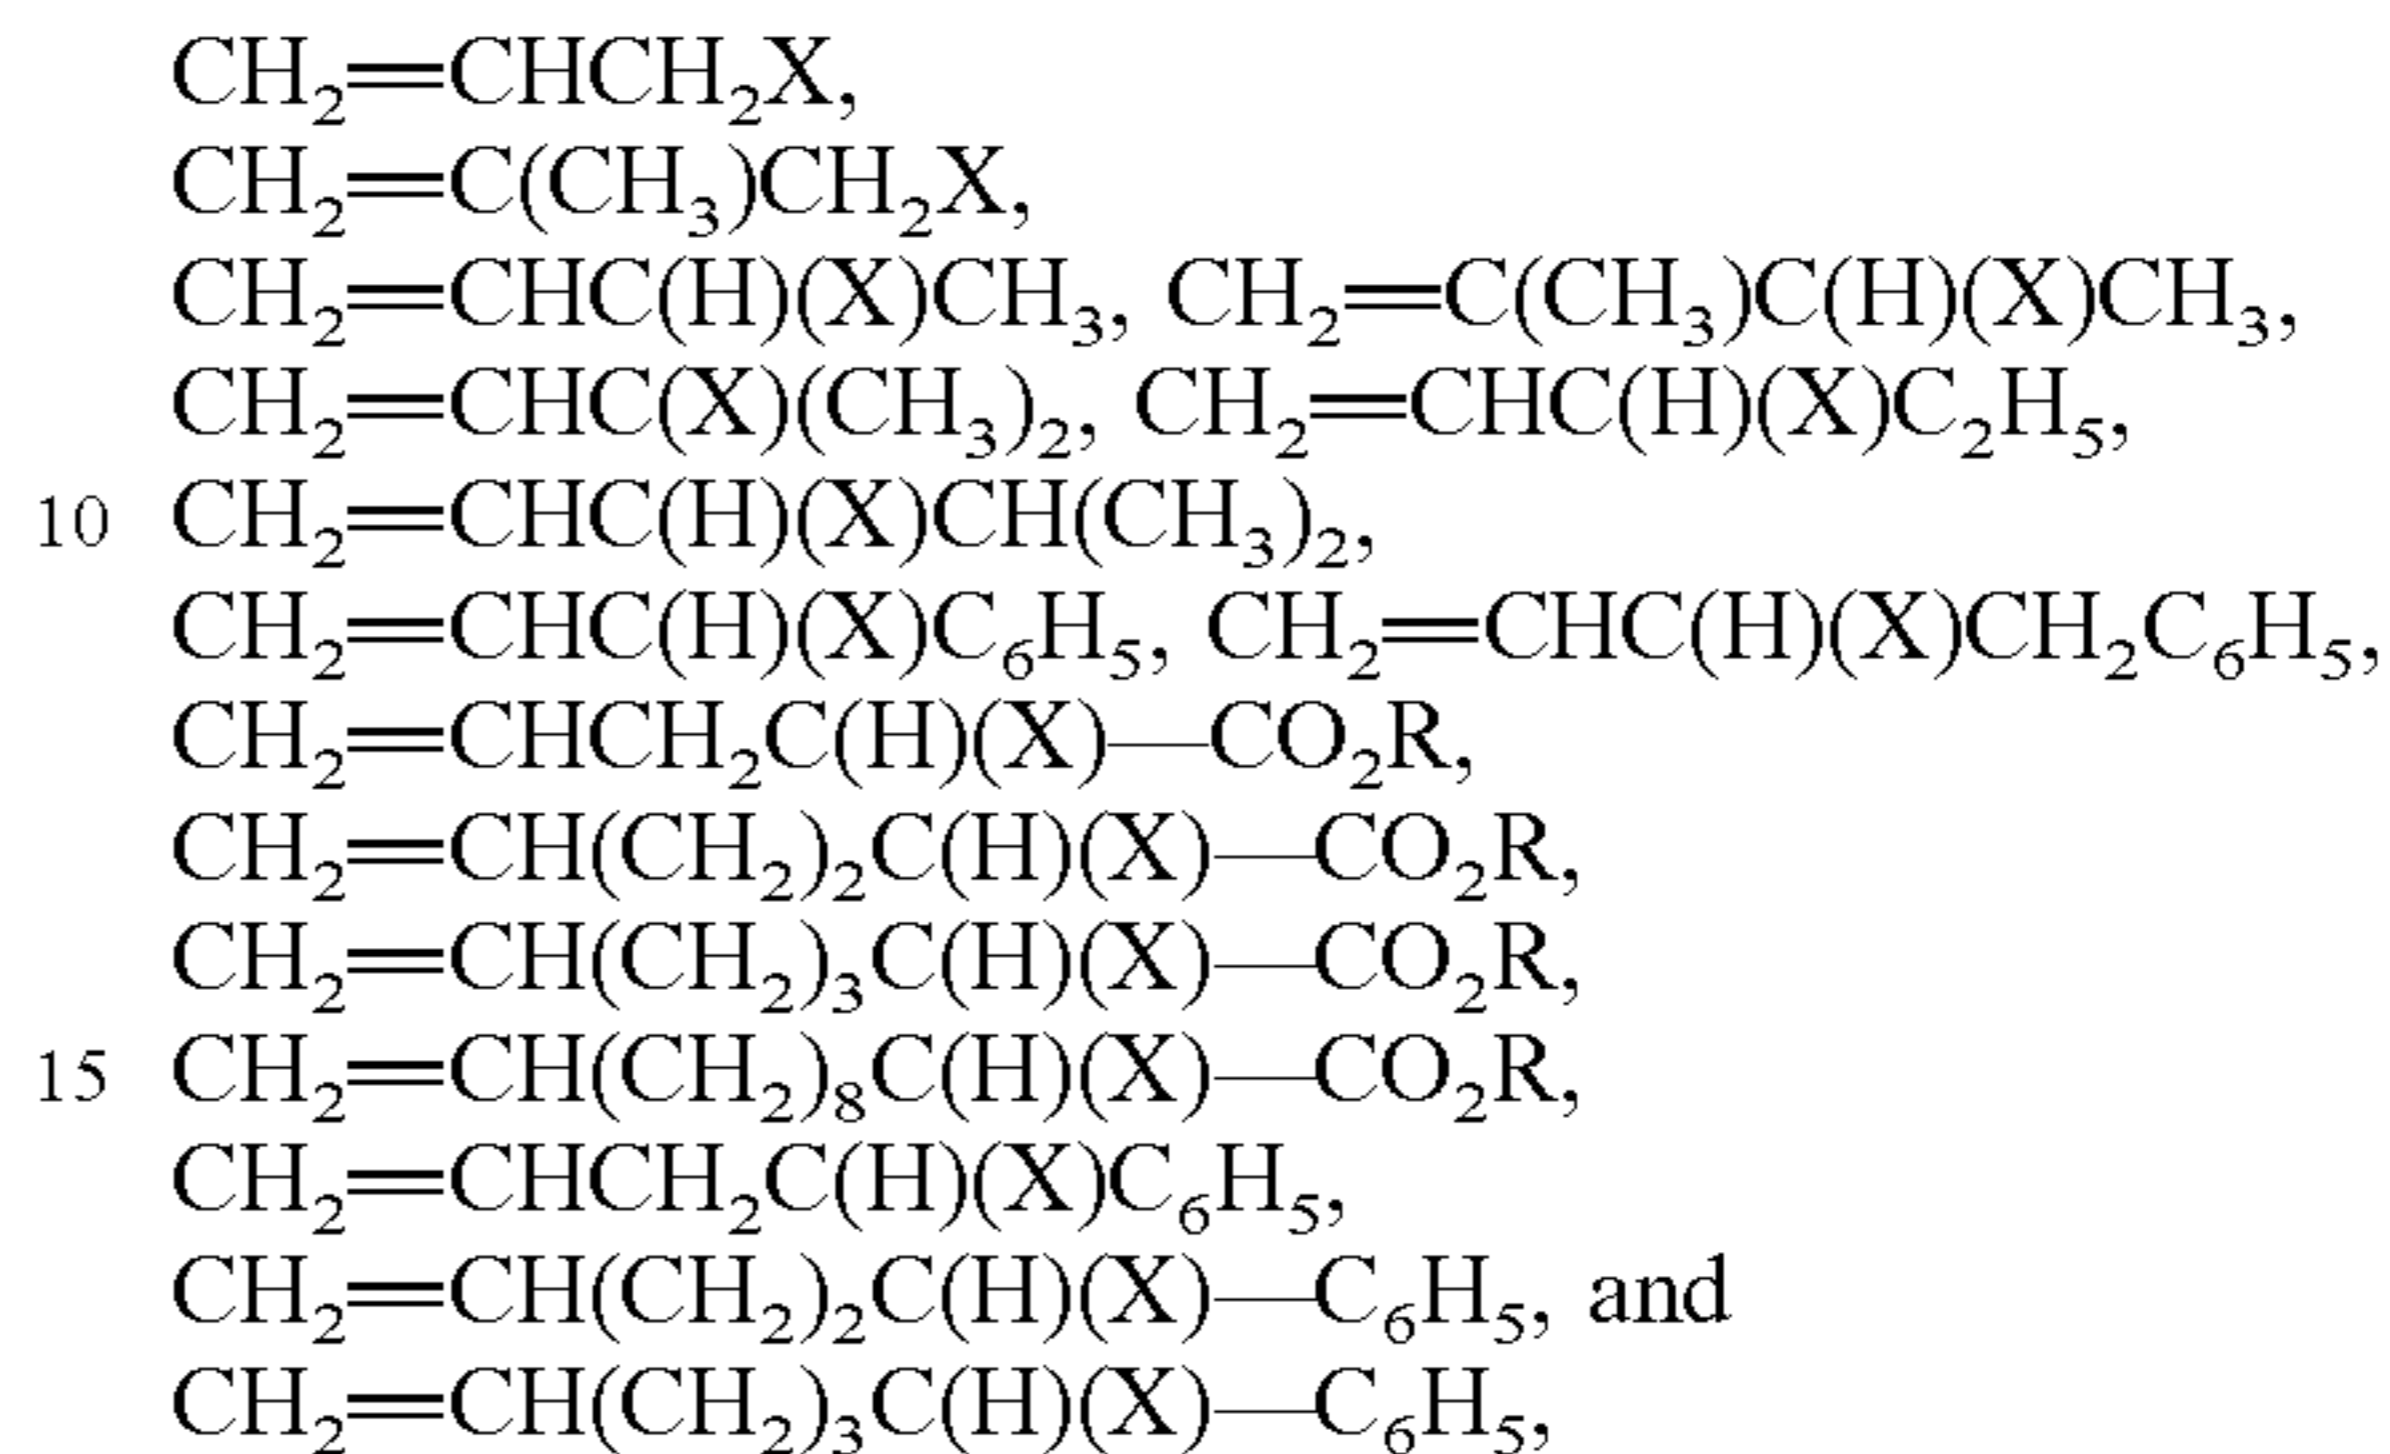 CH₂=CHCH₂X,
CH₂=C(CH₃)CH₂X,
CH₂=CHC(H)(X)CH₃, CH₂=C(CH₃)C(H)(X)CH₃,
CH₂=CHC(X)(CH₃)₂, CH₂=CHC(H)(X)C₂H₅,
10 CH₂=CHC(H)(X)CH(CH₃)₂,
CH₂=CHC(H)(X)C₆H₅, CH₂=CHC(H)(X)CH₂C₆H₅,
CH₂=CHCH₂C(H)(X)—CO₂R,
CH₂=CH(CH₂)₂C(H)(X)—CO₂R,
CH₂=CH(CH₂)₃C(H)(X)—CO₂R,
15 CH₂=CH(CH₂)₈C(H)(X)—CO₂R,
CH₂=CHCH₂C(H)(X)C₆H₅,
CH₂=CH(CH₂)₂C(H)(X)—C₆H₅, and
CH₂=CH(CH₂)₃C(H)(X)—C₆H₅,